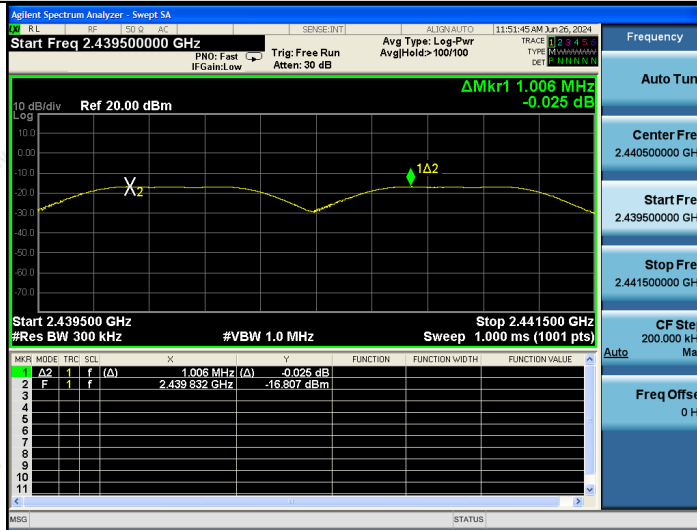 Agilent Spectrum Analyzer - Swept SA
LXI RL RF 50 Ω AC SENSE:INT ALIGNAUTO 11:51:45 AM Jun 26, 2024
Start Freq 2.439500000 GHz
PNO: Fast
IFGain:Low
Trig: Free Run
Atten: 30 dB
Avg Type: Log-Pwr
Avg|Hold:> 100/100
TRACE 1 2 3 4 5 6
TYPE MWWWWW
DET P N N N N N
ΔMkr1 1.006 MHz
-0.025 dB
10 dB/div Ref 20.00 dBm
Log
10.0
0.00
-10.0
-20.0
-30.0
-40.0
-50.0
-60.0
-70.0
X2
1Δ2
Start 2.439500 GHz Stop 2.441500 GHz
#Res BW 300 kHz #VBW 1.0 MHz Sweep 1.000 ms (1001 pts)
MKR MODE TRC SCL X Y FUNCTION FUNCTION WIDTH FUNCTION VALUE
1 Δ2 1 f (Δ) 1.006 MHz (Δ) -0.025 dB
2 F 1 f 2.439 832 GHz -16.807 dBm
3
4
5
6
7
8
9
10
11
MSG STATUS
Frequency
Auto Tun
Center Fre
2.440500000 GH
Start Fre
2.439500000 GH
Stop Fre
2.441500000 GH
CF Ste
200.000 kH
Auto Ma
Freq Offse
0 H